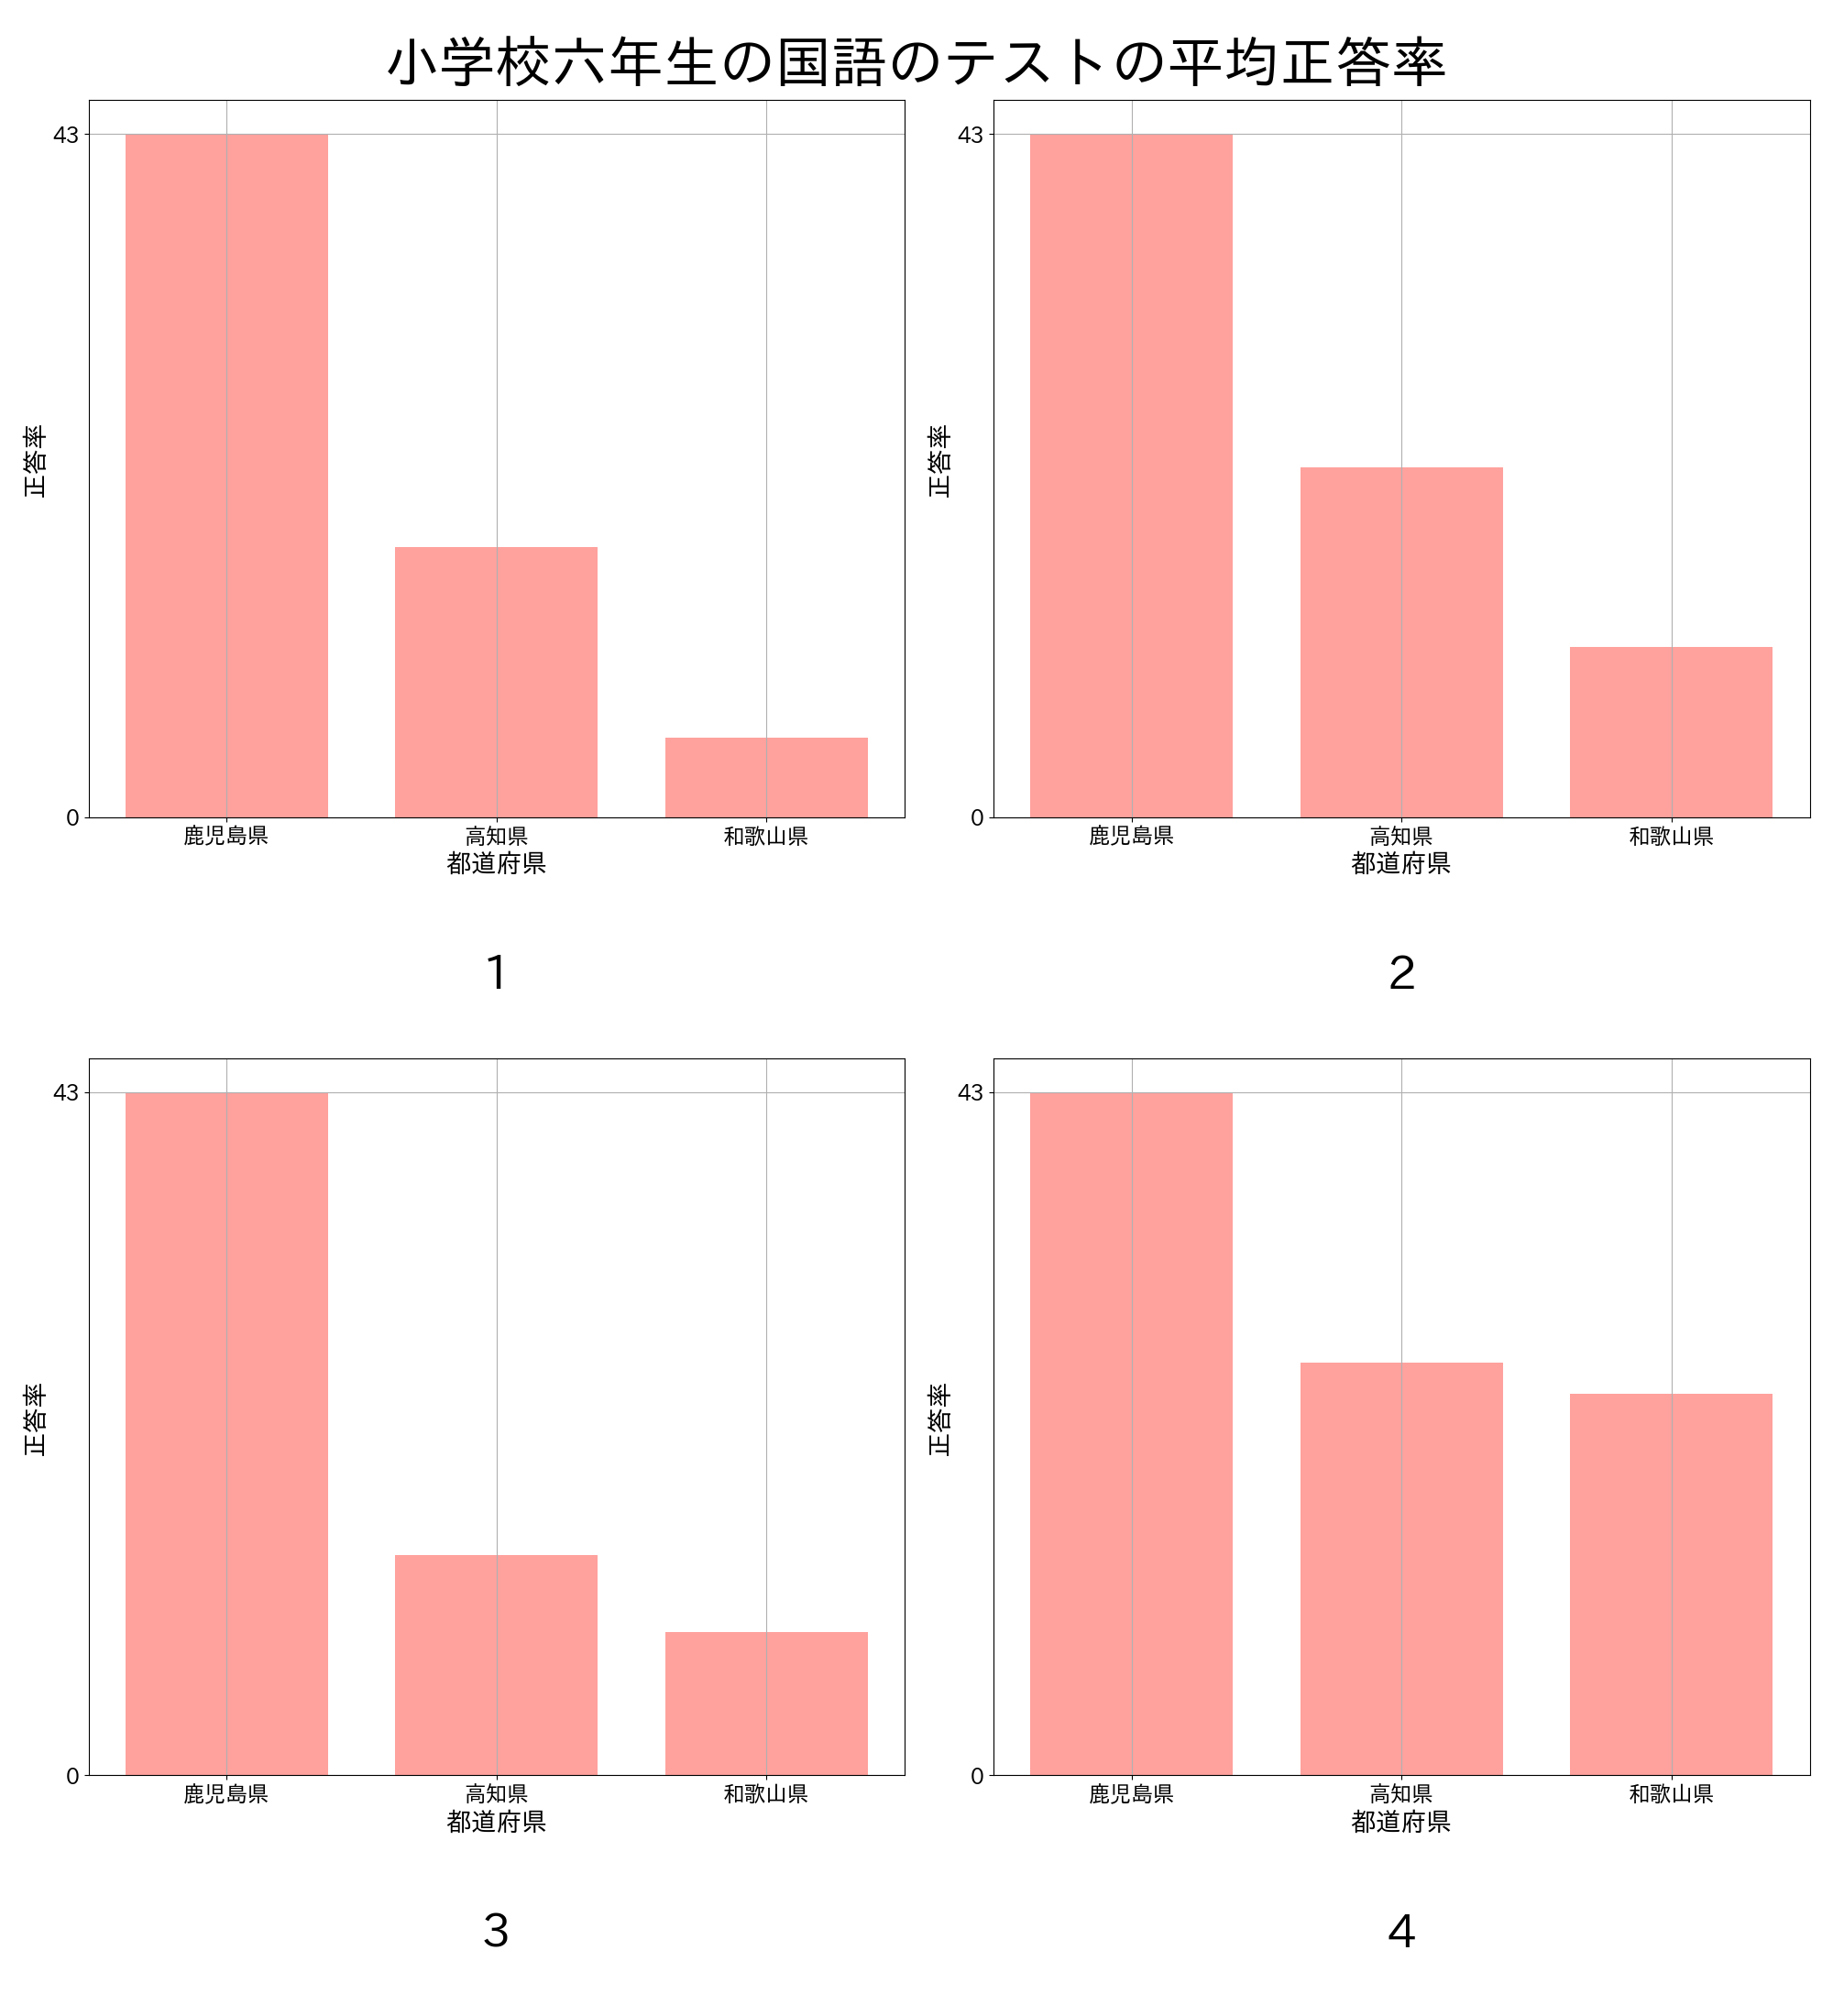 小学校六年生の国語のテストの平均正答率
43
0
正答率
鹿児島県 高知県 和歌山県
都道府県
1
43
0
正答率
鹿児島県 高知県 和歌山県
都道府県
2
43
0
正答率
鹿児島県 高知県 和歌山県
都道府県
3
43
0
正答率
鹿児島県 高知県 和歌山県
都道府県
4